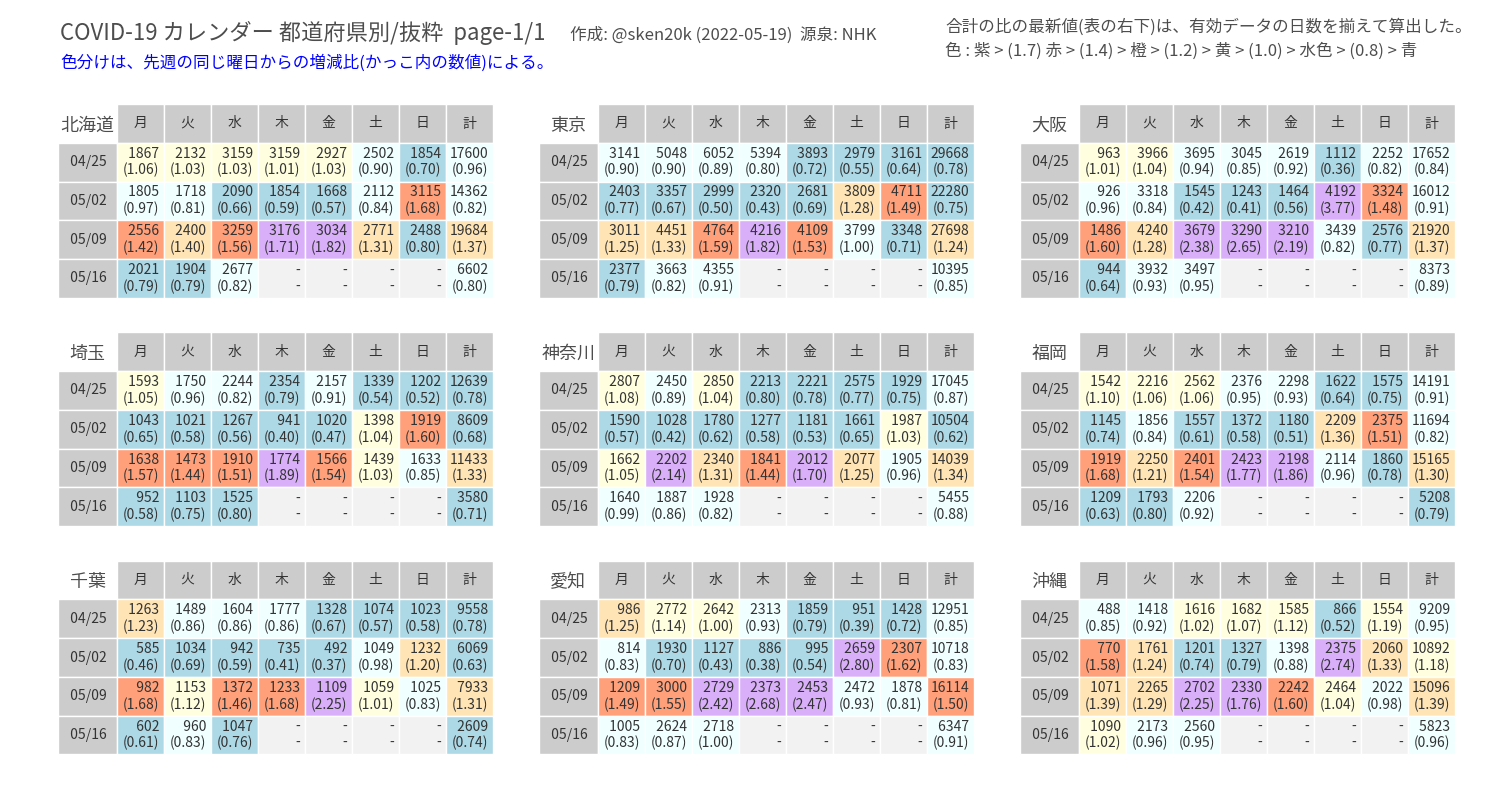 COVID-19 カレンダー 都道府県別/抜粋 page-1/1 作成: @sken20k (2022-05-19) 源泉: NHK
合計の比の最新値(表の右下)は、有効データの日数を揃えて算出した。
色分けは、先週の同じ曜日からの増減比(かっこ内の数値)による。
色 : 紫 > (1.7) 赤 > (1.4) > 橙 > (1.2) > 黄 > (1.0) > 水色 > (0.8) > 青
北海道 月 火 水 木 金 土 日 計
04/25 1867 2132 3159 3159 2927 2502 1854 17600
(1.06) (1.03) (1.03) (1.01) (1.03) (0.90) (0.70) (0.96)
05/02 1805 1718 2090 1854 1668 2112 3115 14362
(0.97) (0.81) (0.66) (0.59) (0.57) (0.84) (1.68) (0.82)
05/09 2556 2400 3259 3176 3034 2771 2488 19684
(1.42) (1.40) (1.56) (1.71) (1.82) (1.31) (0.80) (1.37)
05/16 2021 1904 2677 - - - - 6602
(0.79) (0.79) (0.82) - - - - (0.80)
東京 月 火 水 木 金 土 日 計
04/25 3141 5048 6052 5394 3893 2979 3161 29668
(0.90) (0.90) (0.89) (0.80) (0.72) (0.55) (0.64) (0.78)
05/02 2403 3357 2999 2320 2681 3809 4711 22280
(0.77) (0.67) (0.50) (0.43) (0.69) (1.28) (1.49) (0.75)
05/09 3011 4451 4764 4216 4109 3799 3348 27698
(1.25) (1.33) (1.59) (1.82) (1.53) (1.00) (0.71) (1.24)
05/16 2377 3663 4355 - - - - 10395
(0.79) (0.82) (0.91) - - - - (0.85)
大阪 月 火 水 木 金 土 日 計
04/25 963 3966 3695 3045 2619 1112 2252 17652
(1.01) (1.04) (0.94) (0.85) (0.92) (0.36) (0.82) (0.84)
05/02 926 3318 1545 1243 1464 4192 3324 16012
(0.96) (0.84) (0.42) (0.41) (0.56) (3.77) (1.48) (0.91)
05/09 1486 4240 3679 3290 3210 3439 2576 21920
(1.60) (1.28) (2.38) (2.65) (2.19) (0.82) (0.77) (1.37)
05/16 944 3932 3497 - - - - 8373
(0.64) (0.93) (0.95) - - - - (0.89)
埼玉 月 火 水 木 金 土 日 計
04/25 1593 1750 2244 2354 2157 1339 1202 12639
(1.05) (0.96) (0.82) (0.79) (0.91) (0.54) (0.52) (0.78)
05/02 1043 1021 1267 941 1020 1398 1919 8609
(0.65) (0.58) (0.56) (0.40) (0.47) (1.04) (1.60) (0.68)
05/09 1638 1473 1910 1774 1566 1439 1633 11433
(1.57) (1.44) (1.51) (1.89) (1.54) (1.03) (0.85) (1.33)
05/16 952 1103 1525 - - - - 3580
(0.58) (0.75) (0.80) - - - - (0.71)
神奈川 月 火 水 木 金 土 日 計
04/25 2807 2450 2850 2213 2221 2575 1929 17045
(1.08) (0.89) (1.04) (0.80) (0.78) (0.77) (0.75) (0.87)
05/02 1590 1028 1780 1277 1181 1661 1987 10504
(0.57) (0.42) (0.62) (0.58) (0.53) (0.65) (1.03) (0.62)
05/09 1662 2202 2340 1841 2012 2077 1905 14039
(1.05) (2.14) (1.31) (1.44) (1.70) (1.25) (0.96) (1.34)
05/16 1640 1887 1928 - - - - 5455
(0.99) (0.86) (0.82) - - - - (0.88)
福岡 月 火 水 木 金 土 日 計
04/25 1542 2216 2562 2376 2298 1622 1575 14191
(1.10) (1.06) (1.06) (0.95) (0.93) (0.64) (0.75) (0.91)
05/02 1145 1856 1557 1372 1180 2209 2375 11694
(0.74) (0.84) (0.61) (0.58) (0.51) (1.36) (1.51) (0.82)
05/09 1919 2250 2401 2423 2198 2114 1860 15165
(1.68) (1.21) (1.54) (1.77) (1.86) (0.96) (0.78) (1.30)
05/16 1209 1793 2206 - - - - 5208
(0.63) (0.80) (0.92) - - - - (0.79)
千葉 月 火 水 木 金 土 日 計
04/25 1263 1489 1604 1777 1328 1074 1023 9558
(1.23) (0.86) (0.86) (0.86) (0.67) (0.57) (0.58) (0.78)
05/02 585 1034 942 735 492 1049 1232 6069
(0.46) (0.69) (0.59) (0.41) (0.37) (0.98) (1.20) (0.63)
05/09 982 1153 1372 1233 1109 1059 1025 7933
(1.68) (1.12) (1.46) (1.68) (2.25) (1.01) (0.83) (1.31)
05/16 602 960 1047 - - - - 2609
(0.61) (0.83) (0.76) - - - - (0.74)
愛知 月 火 水 木 金 土 日 計
04/25 986 2772 2642 2313 1859 951 1428 12951
(1.25) (1.14) (1.00) (0.93) (0.79) (0.39) (0.72) (0.85)
05/02 814 1930 1127 886 995 2659 2307 10718
(0.83) (0.70) (0.43) (0.38) (0.54) (2.80) (1.62) (0.83)
05/09 1209 3000 2729 2373 2453 2472 1878 16114
(1.49) (1.55) (2.42) (2.68) (2.47) (0.93) (0.81) (1.50)
05/16 1005 2624 2718 - - - - 6347
(0.83) (0.87) (1.00) - - - - (0.91)
沖縄 月 火 水 木 金 土 日 計
04/25 488 1418 1616 1682 1585 866 1554 9209
(0.85) (0.92) (1.02) (1.07) (1.12) (0.52) (1.19) (0.95)
05/02 770 1761 1201 1327 1398 2375 2060 10892
(1.58) (1.24) (0.74) (0.79) (0.88) (2.74) (1.33) (1.18)
05/09 1071 2265 2702 2330 2242 2464 2022 15096
(1.39) (1.29) (2.25) (1.76) (1.60) (1.04) (0.98) (1.39)
05/16 1090 2173 2560 - - - - 5823
(1.02) (0.96) (0.95) - - - - (0.96)